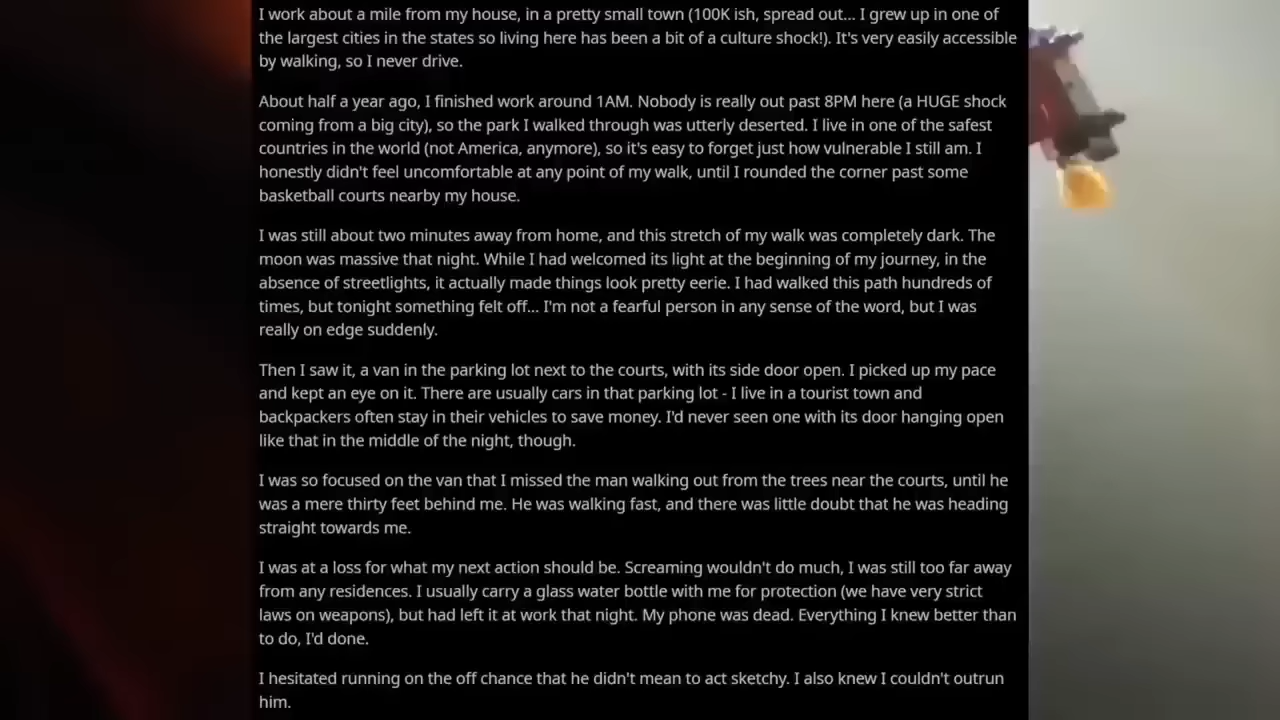 I work about a mile from my house, in a pretty small town (100K ish, spread out... I grew up in one of
the largest cities in the states so living here has been a bit of a culture shock!). It's very easily accessible
by walking, so I never drive.
About half a year ago, I finished work around 1AM. Nobody is really out past 8PM here (a HUGE shock
coming from a big city), so the park I walked through was utterly deserted. I live in one of the safest
countries in the world (not America, anymore), so it's easy to forget just how vulnerable I still am. I
honestly didn't feel uncomfortable at any point of my walk, until I rounded the corner past some
basketball courts nearby my house.
I was still about two minutes away from home, and this stretch of my walk was completely dark. The
moon was massive that night. While I had welcomed its light at the beginning of my journey, in the
absence of streetlights, it actually made things look pretty eerie. I had walked this path hundreds of
times, but tonight something felt off... I'm not a fearful person in any sense of the word, but I was
really on edge suddenly.
Then I saw it, a van in the parking lot next to the courts, with its side door open. I picked up my pace
and kept an eye on it. There are usually cars in that parking lot - I live in a tourist town and
backpackers often stay in their vehicles to save money. I'd never seen one with its door hanging open
like that in the middle of the night, though.
I was so focused on the van that I missed the man walking out from the trees near the courts, until he
was a mere thirty feet behind me. He was walking fast, and there was little doubt that he was heading
straight towards me.
I was at a loss for what my next action should be. Screaming wouldn't do much, I was still too far away
from any residences. I usually carry a glass water bottle with me for protection (we have very strict
laws on weapons), but had left it at work that night. My phone was dead. Everything I knew better than
to do, I'd done.
I hesitated running on the off chance that he didn't mean to act sketchy. I also knew I couldn't outrun
him.